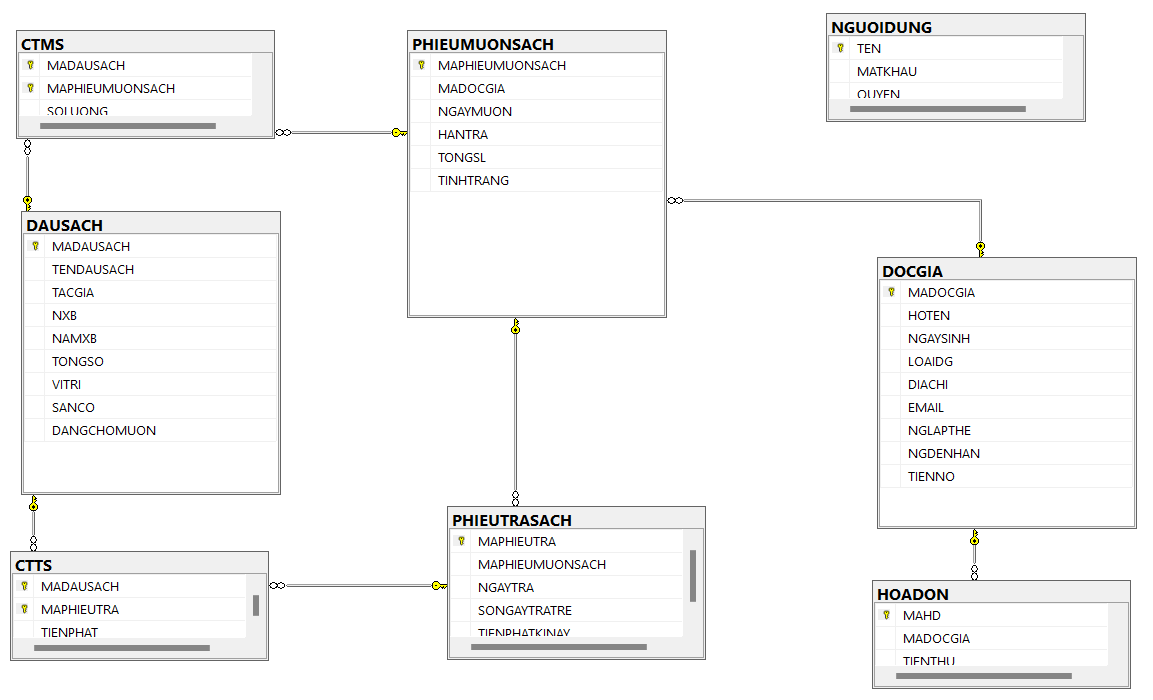 CTMS
MADAUSACH
MAPHIEUMUONSACH
SOLUONG
PHIEUMUONSACH
MAPHIEUMUONSACH
MADOCGIA
NGAYMUON
HANTRA
TONGSL
TINHTRANG
NGUOIDUNG
TEN
MATKHAU
QUYEN
DAUSACH
MADAUSACH
TENDAUSACH
TACGIA
NXB
NAMXB
TONGSO
VITRI
SANCO
DANGCHOMUON
DOCGIA
MADOCGIA
HOTEN
NGAYSINH
LOAIDG
DIACHI
EMAIL
NGLAPTHE
NGDENHAN
TIENNO
CTTS
MADAUSACH
MAPHIEUTRA
TIENPHAT
PHIEUTRASACH
MAPHIEUTRA
MAPHIEUMUONSACH
NGAYTRA
SONGAYTRATRE
TIENPHATKINAY
HOADON
MAHD
MADOCGIA
TIENTHU